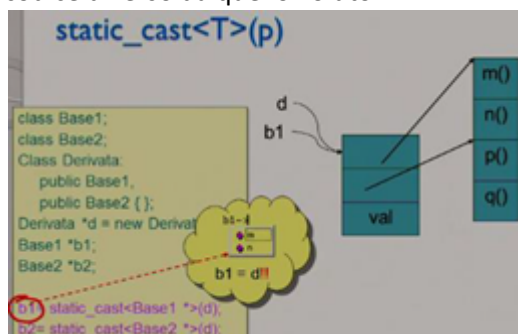 static_cast<T>(p)
class Base1;
class Base2;
Class Derivata:
public Base1,
public Base2 { };
Derivata *d = new Derivat
Base1 *b1;
Base2 *b2;
b1= static_cast<Base1 *>(d);
b2= static_cast<Base2 *>(d);
m
n
b1 = d!!
d
b1
val
m()
n()
p()
q()